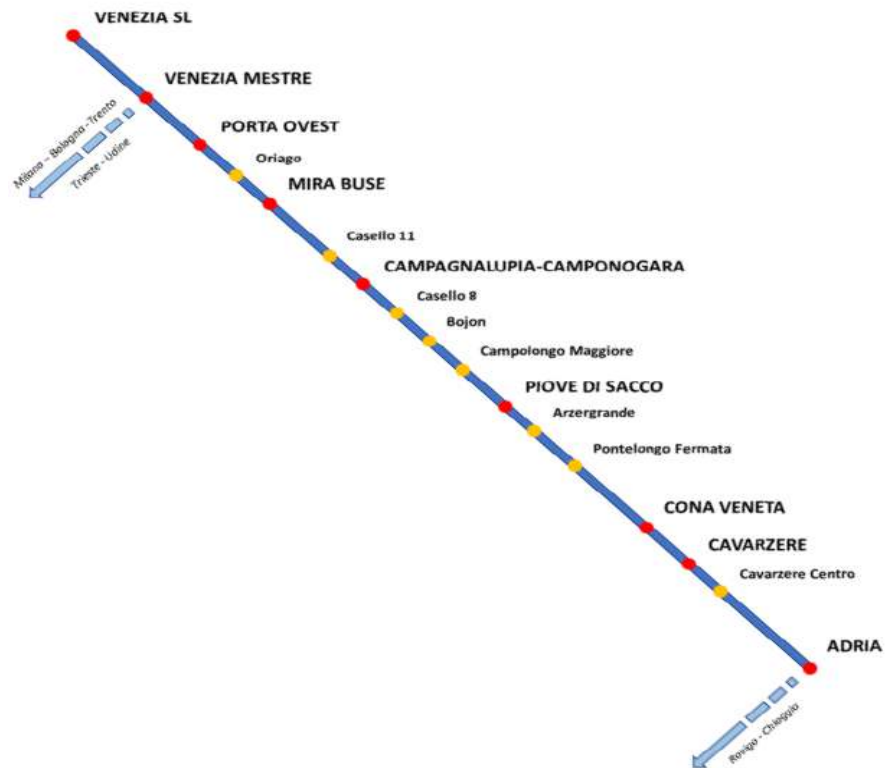 VENEZIA SL
VENEZIA MESTRE
Milano – Bologna - Trento
Trieste - Udine
PORTA OVEST
Oriago
MIRA BUSE
Casello 11
CAMPAGNALUPIA-CAMPONOGARA
Casello 8
Bojon
Campolongo Maggiore
PIOVE DI SACCO
Arzergrande
Pontelongo Fermata
CONA VENETA
CAVARZERE
Cavarzere Centro
ADRIA
Rovigo - Chioggia